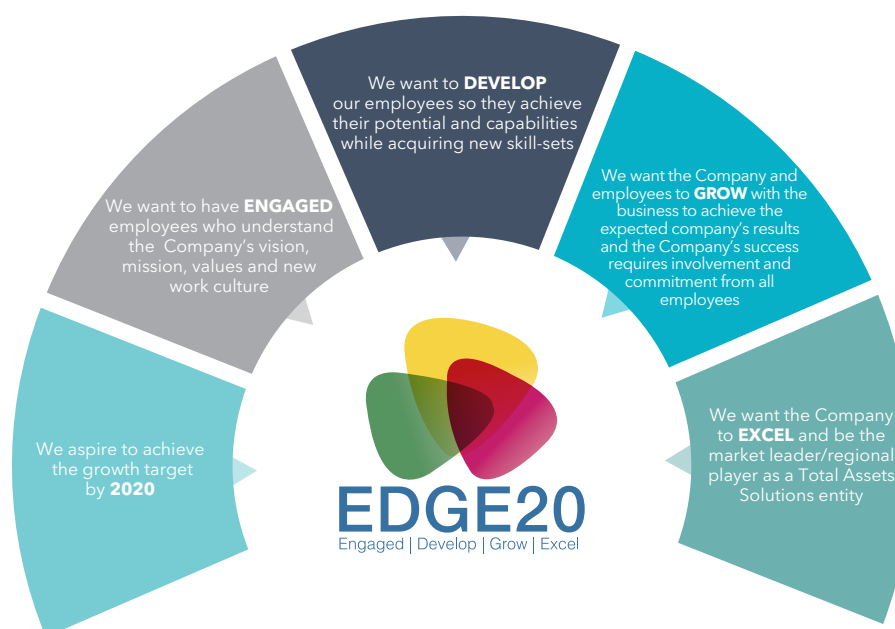 We want to DEVELOP
our employees so they achieve
their potential and capabilities
while acquiring new skill-sets
We want to have ENGAGED
employees who understand
the Company's vision,
mission, values and new
work culture
We want the Company and
employees to GROW with the
business to achieve the
expected company's results
and the Company's success
requires involvement and
commitment from all
employees
We aspire to achieve
the growth target
by 2020
We want the Company
to EXCEL and be the
market leader/regional
player as a Total Assets
Solutions entity
EDGE20
Engaged | Develop | Grow | Excel